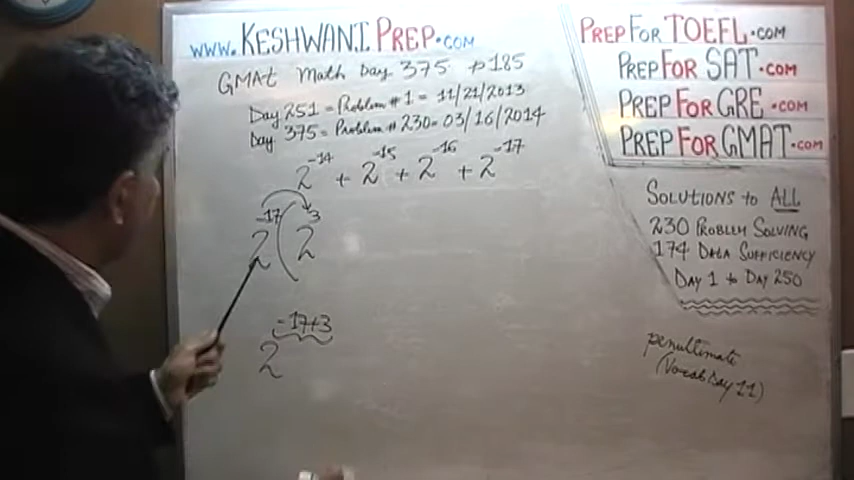 www.KESHWANI PREP.COM
GMAT Math Day 375 p185
Day 251 = Problem #1 = 11/21/2013
Day 375 = Problem #230 = 03/16/2014
2^-14 + 2^-15 + 2^-16 + 2^-17
2^-17 ( 2^3
2^-17+3
PREPFORTOEFL.COM
PREPFORSAT.COM
PREPFORGRE.COM
PREPFORGMAT.COM
SOLUTIONS TO ALL
230 PROBLEM SOLVING
174 DATA SUFFICIENCY
DAY 1 TO DAY 250
penultimate
(Vocab Day 11)